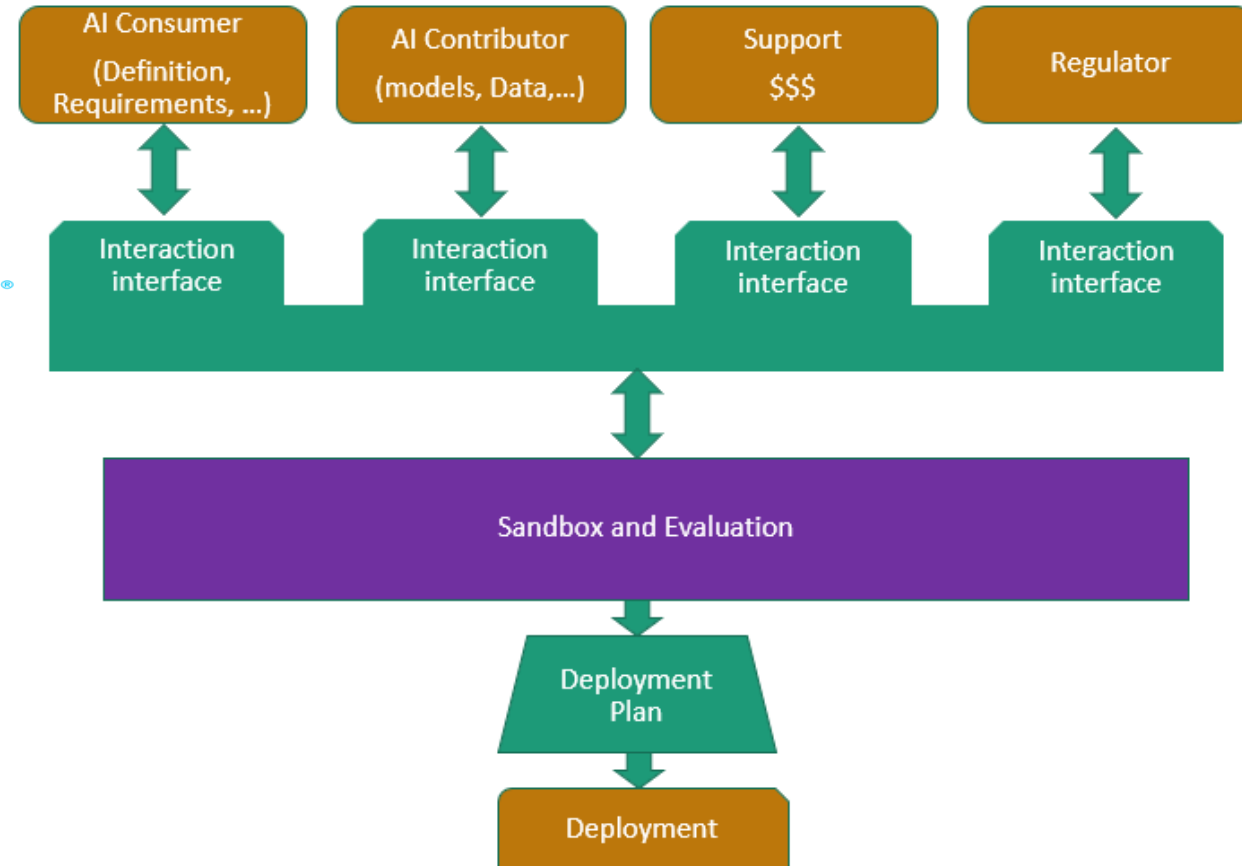 AI Consumer
(Definition,
Requirements, ...)
AI Contributor
(models, Data,...)
Support
$$$
Regulator
Interaction
interface
Interaction
interface
Interaction
interface
Interaction
interface
®
Sandbox and Evaluation
Deployment
Plan
Deployment